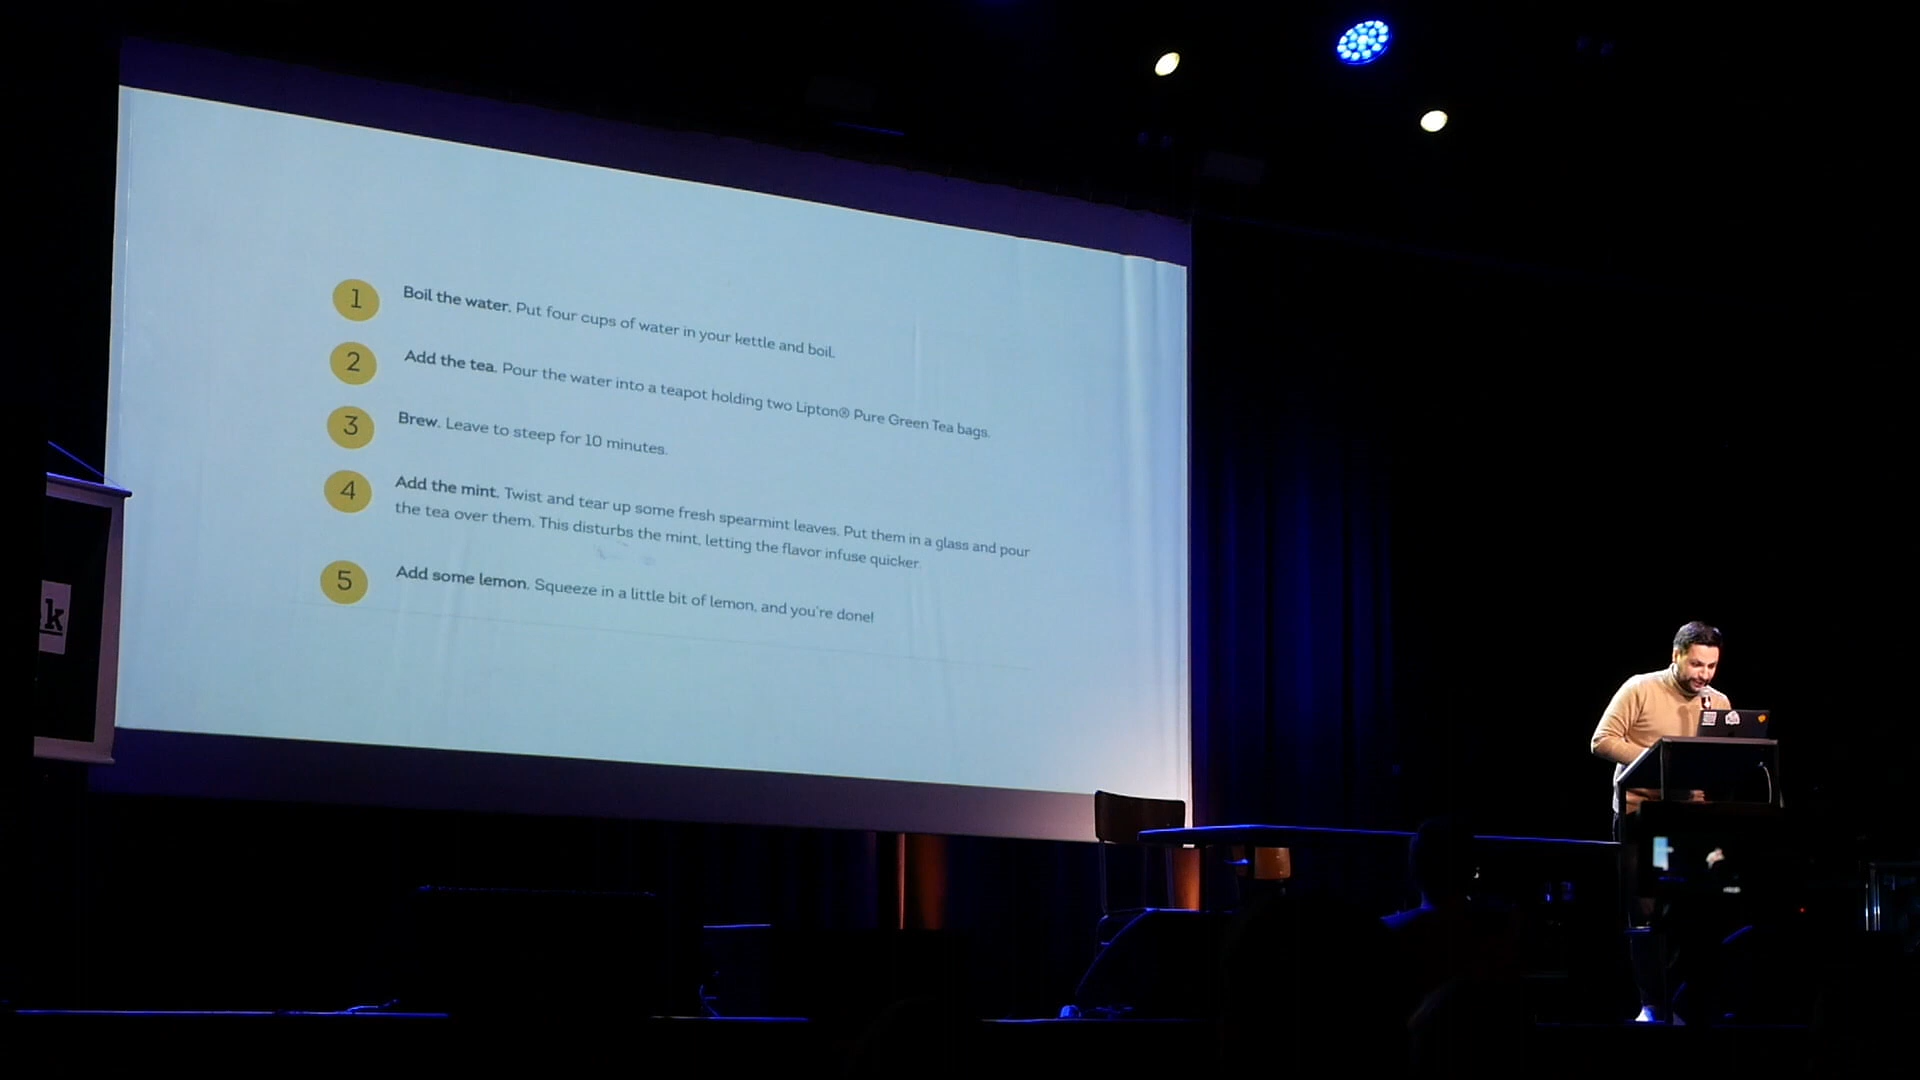 1 Boil the water. Put four cups of water in your kettle and boil.
2 Add the tea. Pour the water into a teapot holding two Lipton® Pure Green Tea bags.
3 Brew. Leave to steep for 10 minutes.
4 Add the mint. Twist and tear up some fresh spearmint leaves. Put them in a glass and pour
the tea over them. This disturbs the mint, letting the flavor infuse quicker.
5 Add some lemon. Squeeze in a little bit of lemon, and you're done!
k